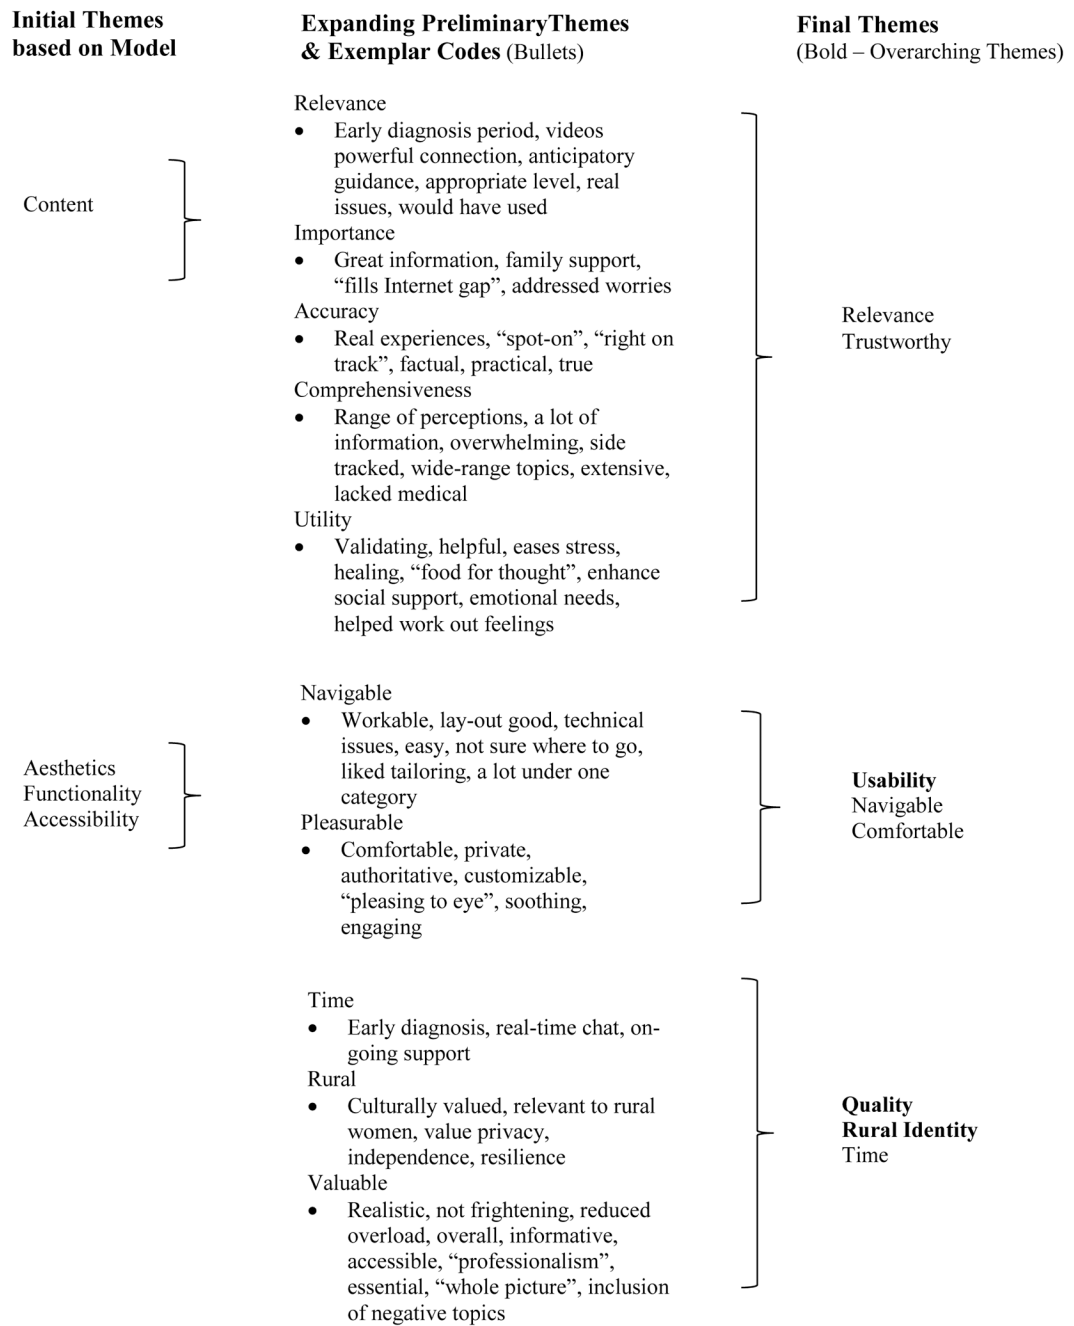 Initial Themes
based on Model
Expanding PreliminaryThemes
& Exemplar Codes (Bullets)
Final Themes
(Bold – Overarching Themes)
Content
Relevance
• Early diagnosis period, videos
powerful connection, anticipatory
guidance, appropriate level, real
issues, would have used
Importance
• Great information, family support,
“fills Internet gap”, addressed worries
Accuracy
• Real experiences, “spot-on”, “right on
track”, factual, practical, true
Comprehensiveness
• Range of perceptions, a lot of
information, overwhelming, side
tracked, wide-range topics, extensive,
lacked medical
Utility
• Validating, helpful, eases stress,
healing, “food for thought”, enhance
social support, emotional needs,
helped work out feelings
Relevance
Trustworthy
Aesthetics
Functionality
Accessibility
Navigable
• Workable, lay-out good, technical
issues, easy, not sure where to go,
liked tailoring, a lot under one
category
Pleasurable
• Comfortable, private,
authoritative, customizable,
“pleasing to eye”, soothing,
engaging
Usability
Navigable
Comfortable
Time
• Early diagnosis, real-time chat, on-
going support
Rural
• Culturally valued, relevant to rural
women, value privacy,
independence, resilience
Valuable
• Realistic, not frightening, reduced
overload, overall, informative,
accessible, “professionalism”,
essential, “whole picture”, inclusion
of negative topics
Quality
Rural Identity
Time